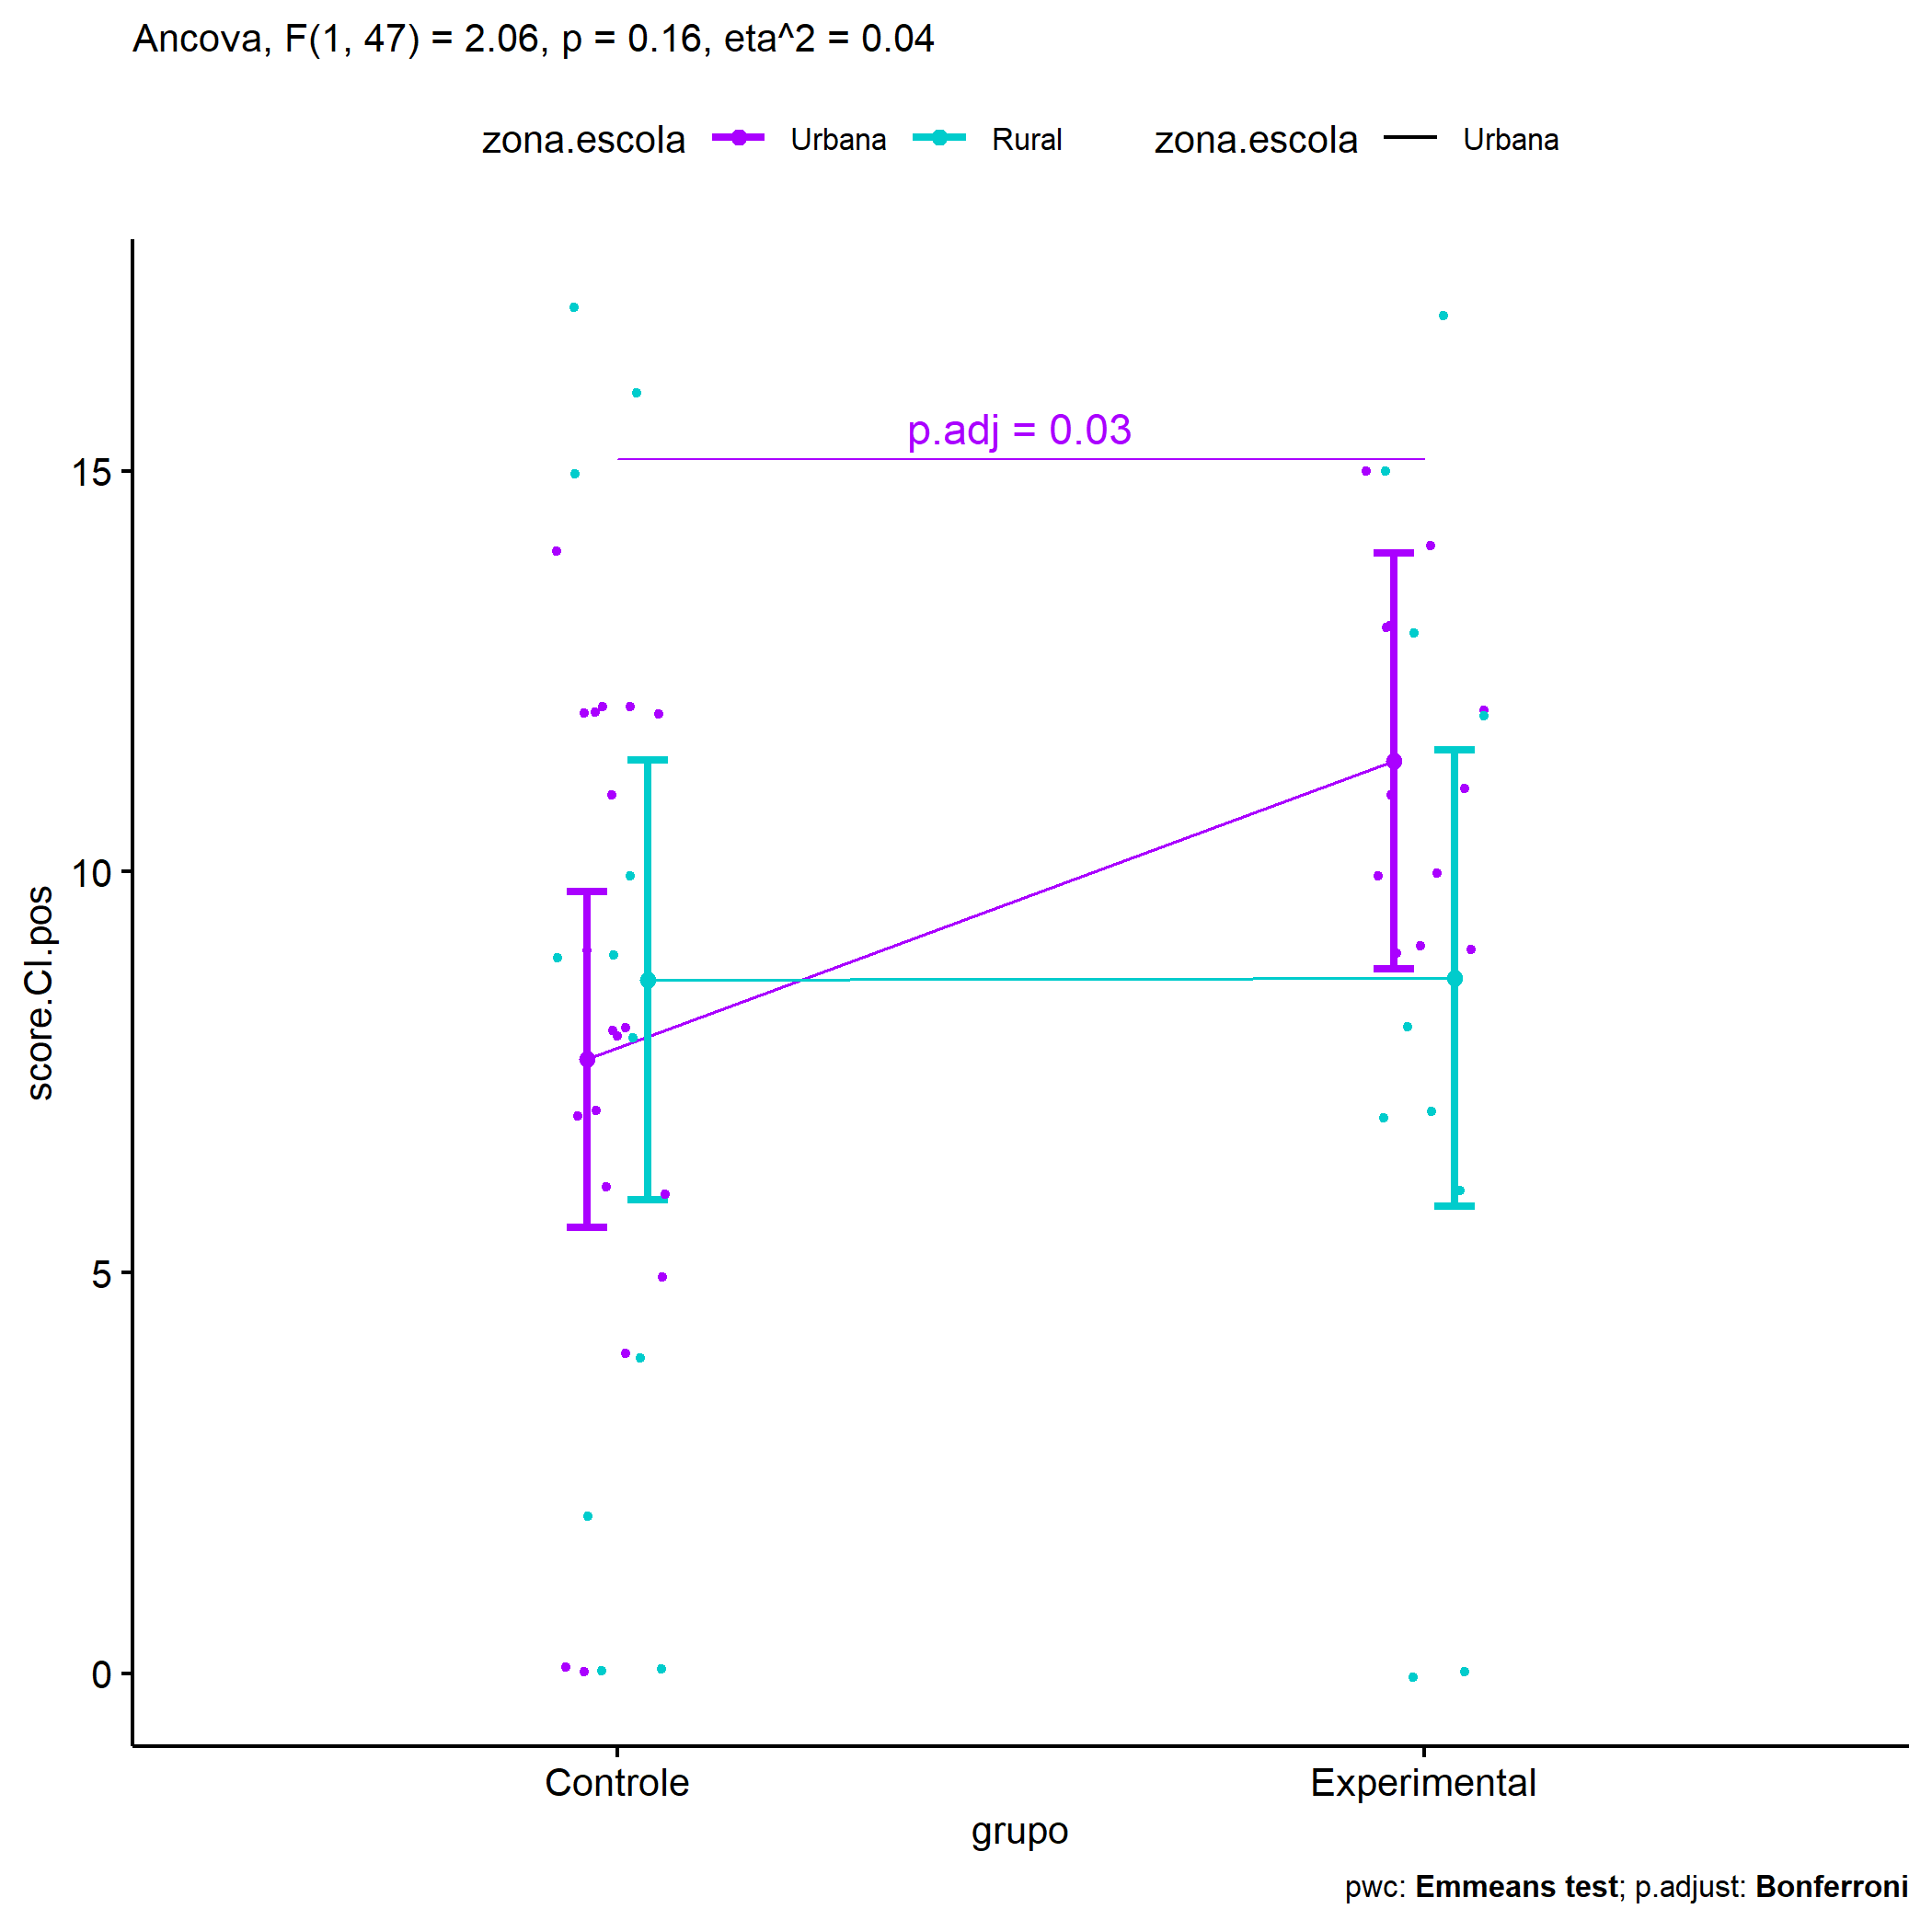 Ancova, F(1, 47) = 2.06, p = 0.16, eta^2 = 0.04
zona.escola Urbana Rural zona.escola Urbana
p.adj = 0.03
15
10
5
0
score.CI.pos
Controle Experimental
grupo
pwc: Emmeans test; p.adjust: Bonferroni